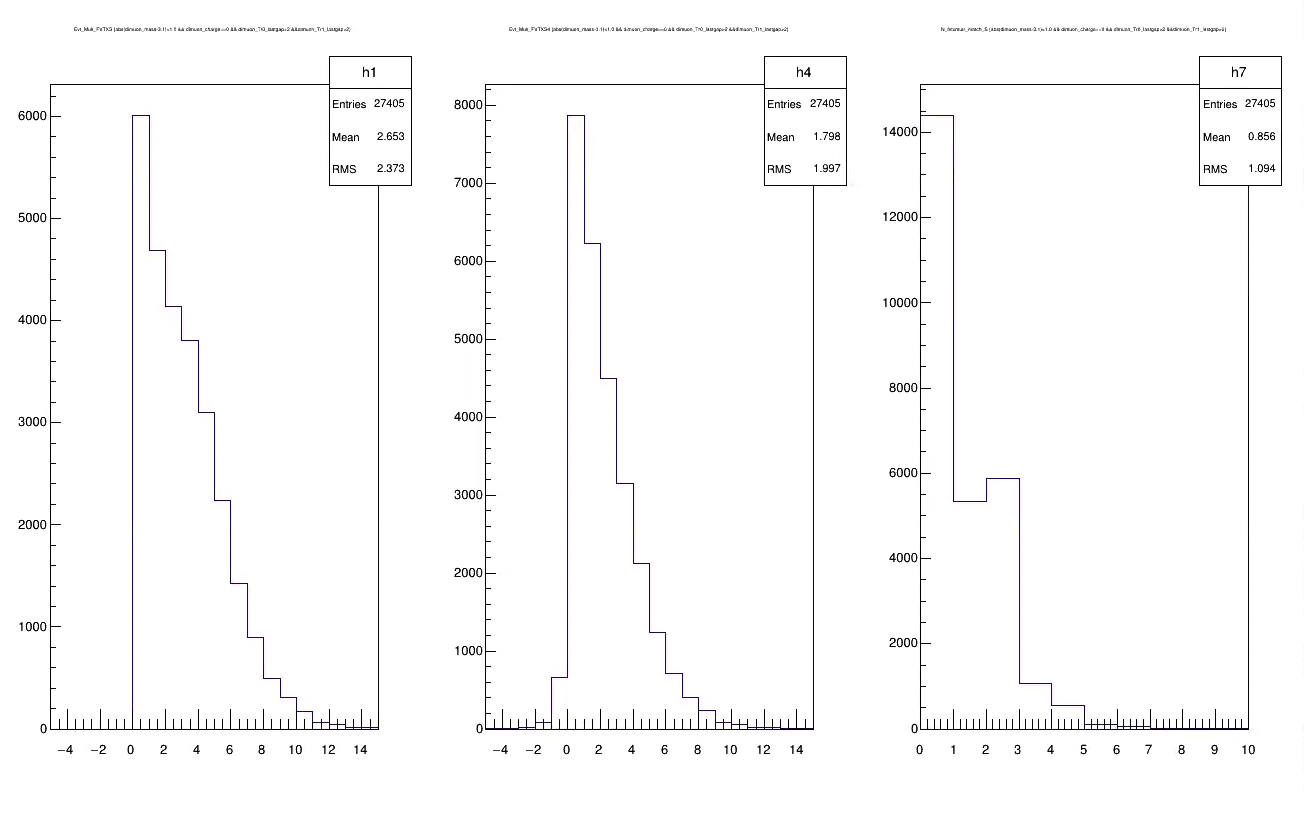 h1
Entries 27405
Mean 2.653
RMS 2.373
6000
5000
4000
3000
2000
1000
0
−4 −2 0 2 4 6 8 10 12 14
h4
Entries 27405
Mean 1.798
RMS 1.997
8000
7000
6000
5000
4000
3000
2000
1000
0
−4 −2 0 2 4 6 8 10 12 14
h7
Entries 27405
Mean 0.856
RMS 1.094
14000
12000
10000
8000
6000
4000
2000
0
0 1 2 3 4 5 6 7 8 9 10